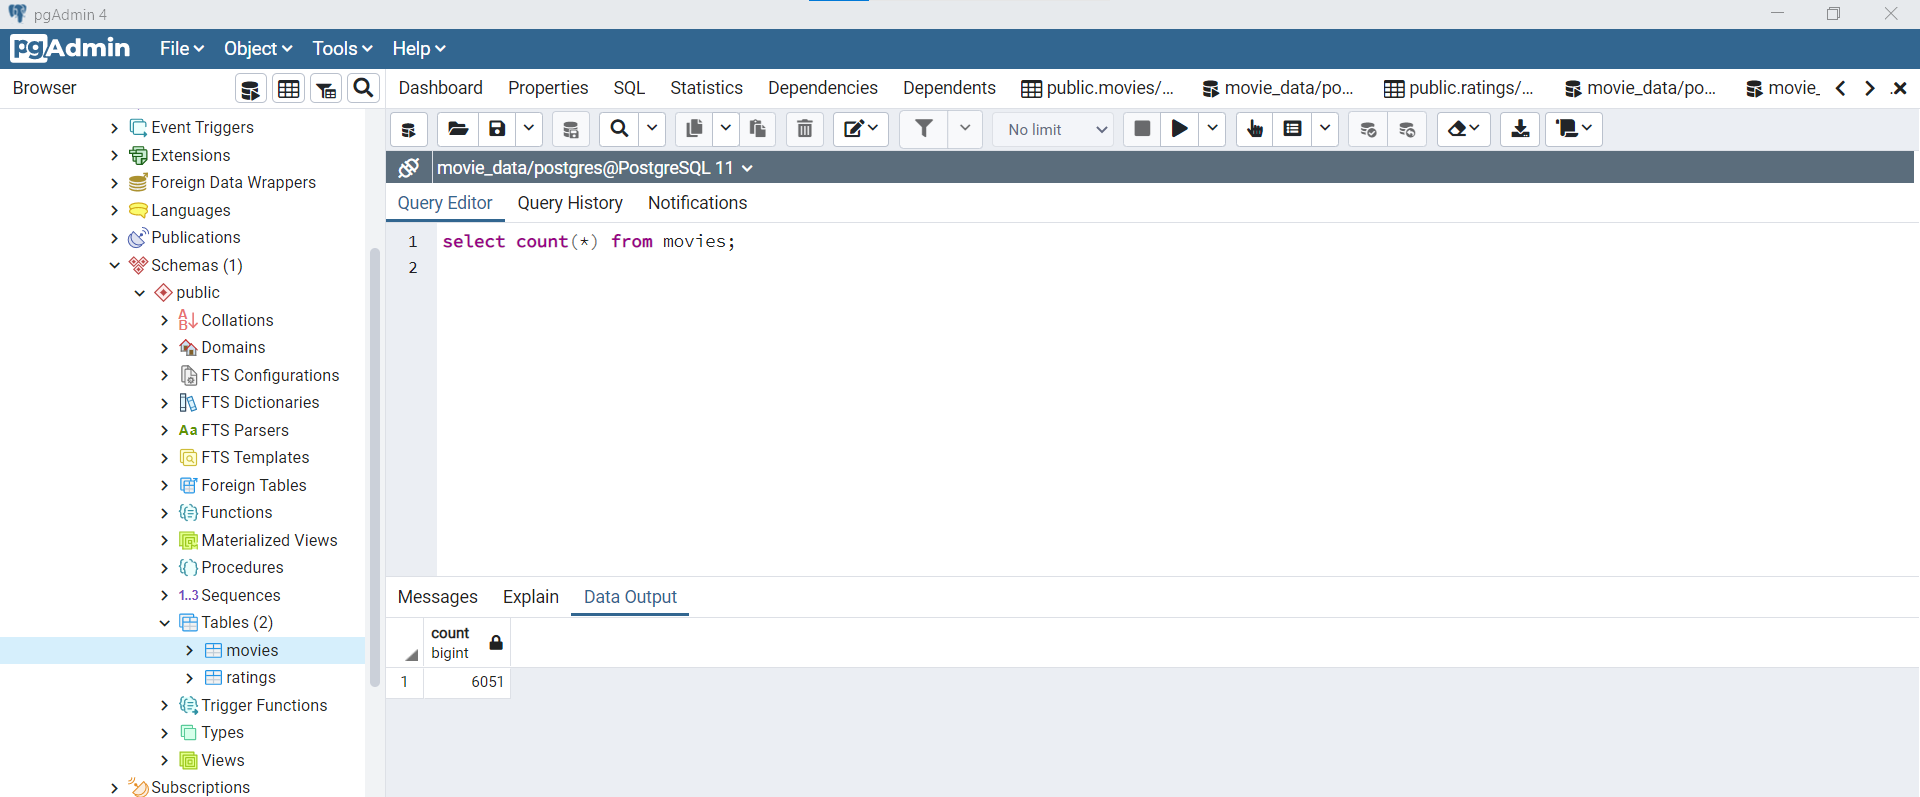 pgAdmin 4
pgAdmin File Object Tools Help
Browser
Dashboard Properties SQL Statistics Dependencies Dependents public.movies/... movie_data/po... public.ratings/... movie_data/po... movie_
Event Triggers
Extensions
Foreign Data Wrappers
Languages
Publications
Schemas (1)
public
Collations
Domains
FTS Configurations
FTS Dictionaries
Aa FTS Parsers
FTS Templates
Foreign Tables
Functions
Materialized Views
Procedures
1..3 Sequences
Tables (2)
movies
ratings
Trigger Functions
Types
Views
Subscriptions
No limit
movie_data/postgres@PostgreSQL 11
Query Editor Query History Notifications
1 select count(*) from movies;
2
Messages Explain Data Output
count
bigint
1 6051